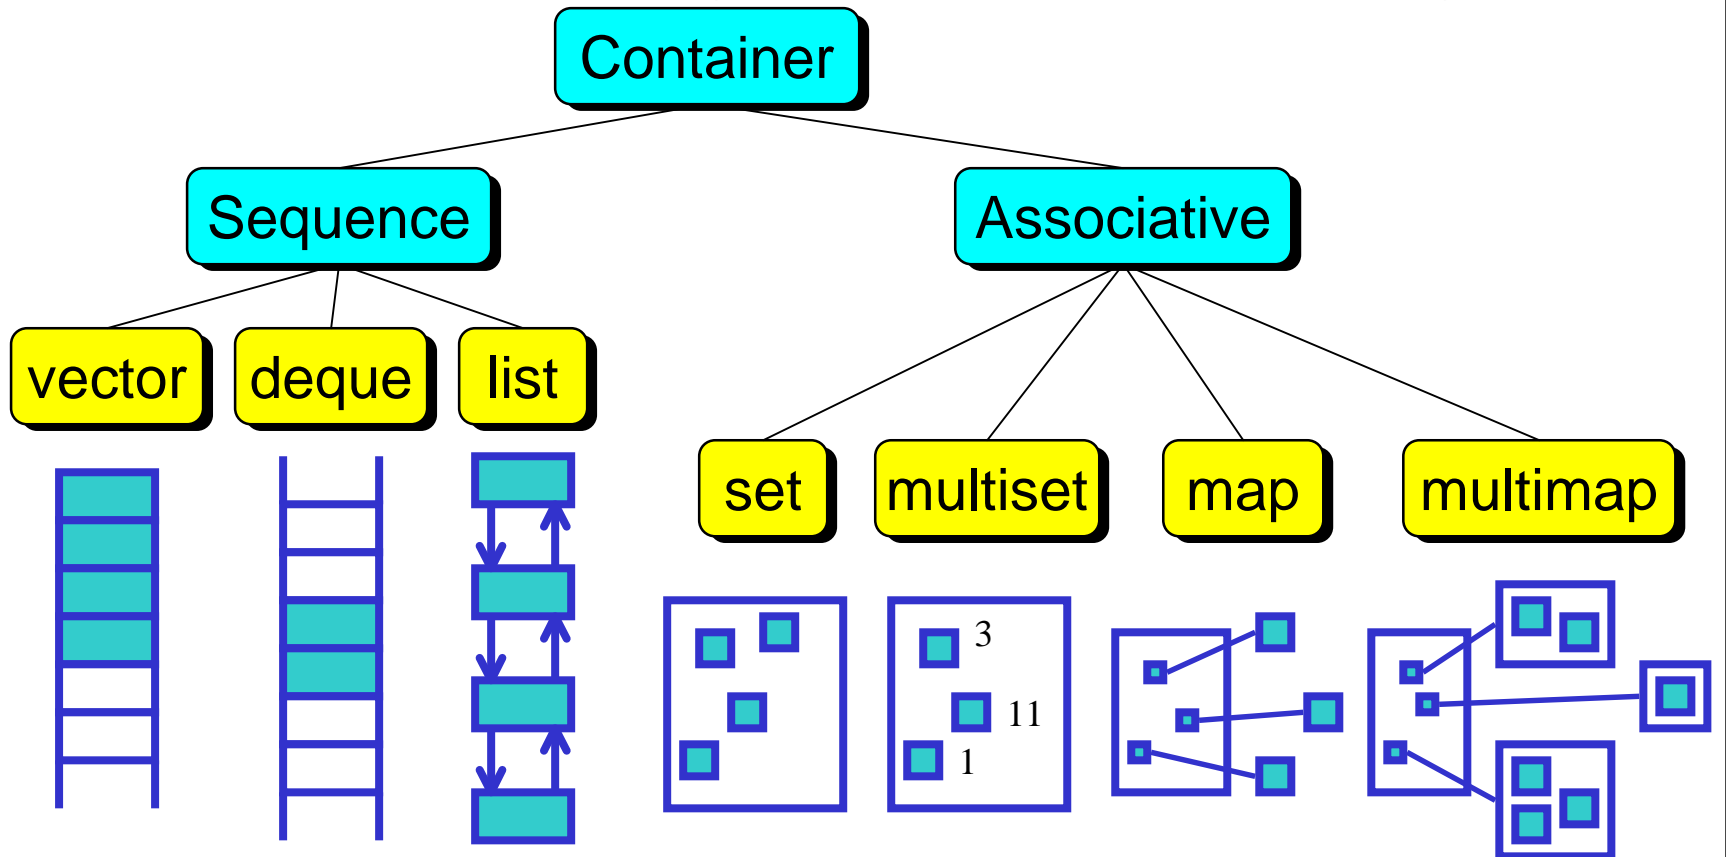 Container
Sequence
Associative
vector
deque
list
set
multiset
map
multimap
3
11
1